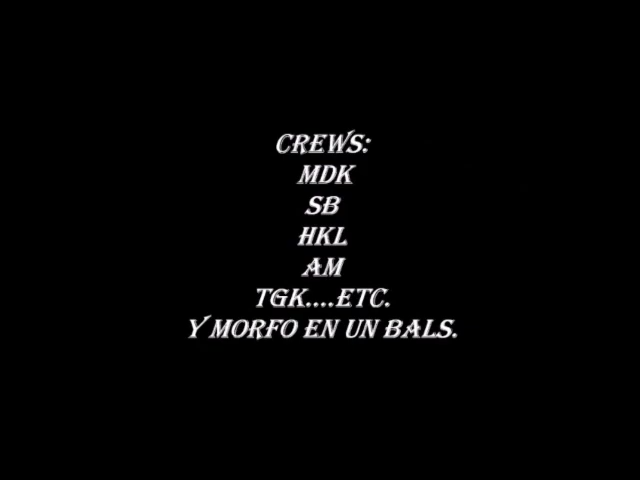 CREWS:
MDK
SB
HKL
AM
TGK....ETC.
Y MORFO EN UN BALS.